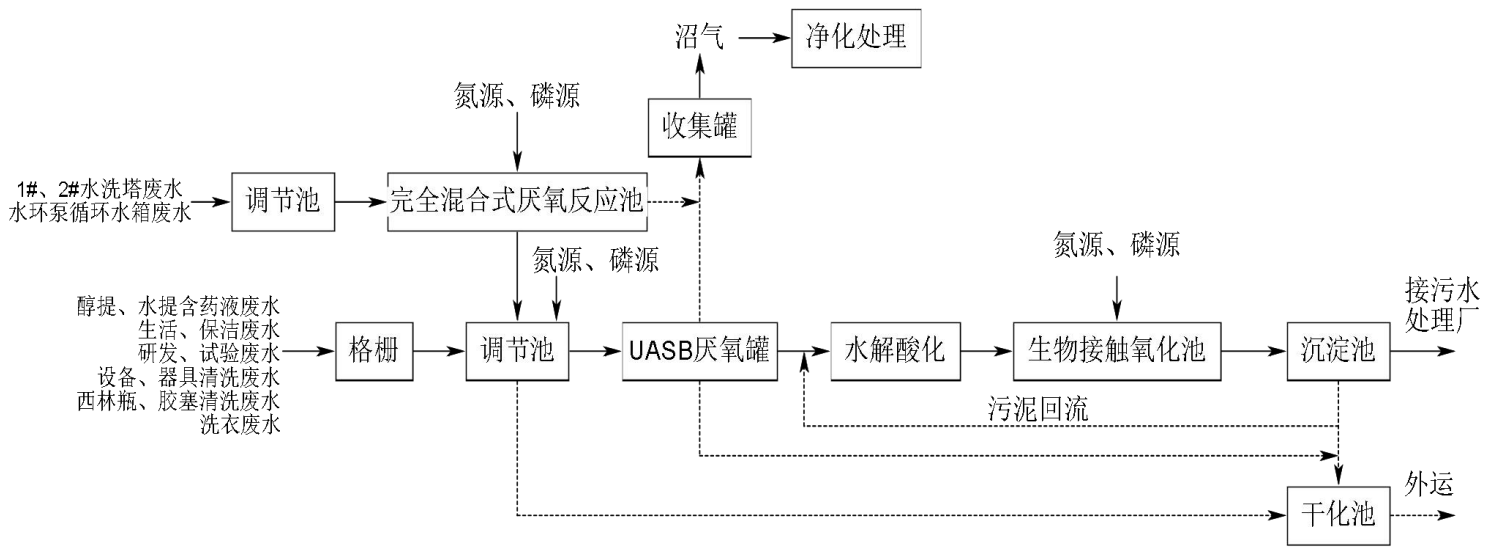 沼气
净化处理
氮源、磷源
收集罐
1#、2#水洗塔废水
水环泵循环水箱废水
调节池
完全混合式厌氧反应池
氮源、磷源
氮源、磷源
醇提、水提含药液废水
生活、保洁废水
研发、试验废水
设备、器具清洗废水
西林瓶、胶塞清洗废水
洗衣废水
格栅
调节池
UASB厌氧罐
水解酸化
生物接触氧化池
沉淀池
接污水
处理厂
污泥回流
干化池
外运